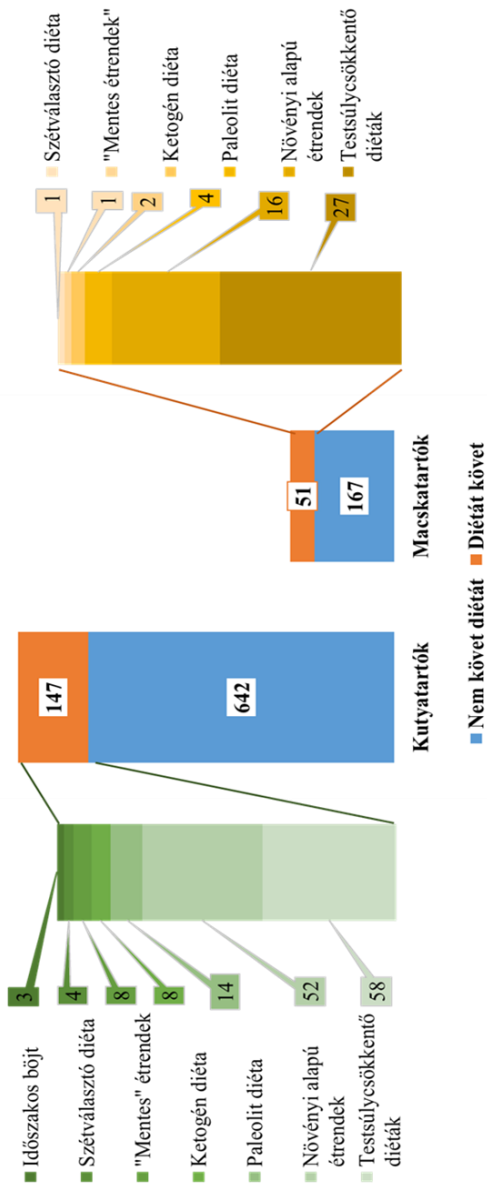 Időszakos böjt
Szétválasztó diéta
"Mentes" étrendek
Ketogén diéta
Paleolit diéta
Növényi alapú
étrendek
Testsúlycsökkentő
diéták
3
4
8
8
14
52
58
147
642
Kutyatartók
51
167
Macskatartók
Nem követ diétát
Diétát követ
1
1
2
4
16
27
Szétválasztó diéta
"Mentes étrendek"
Ketogén diéta
Paleolit diéta
Növényi alapú
étrendek
Testsúlycsökkentő
diéták